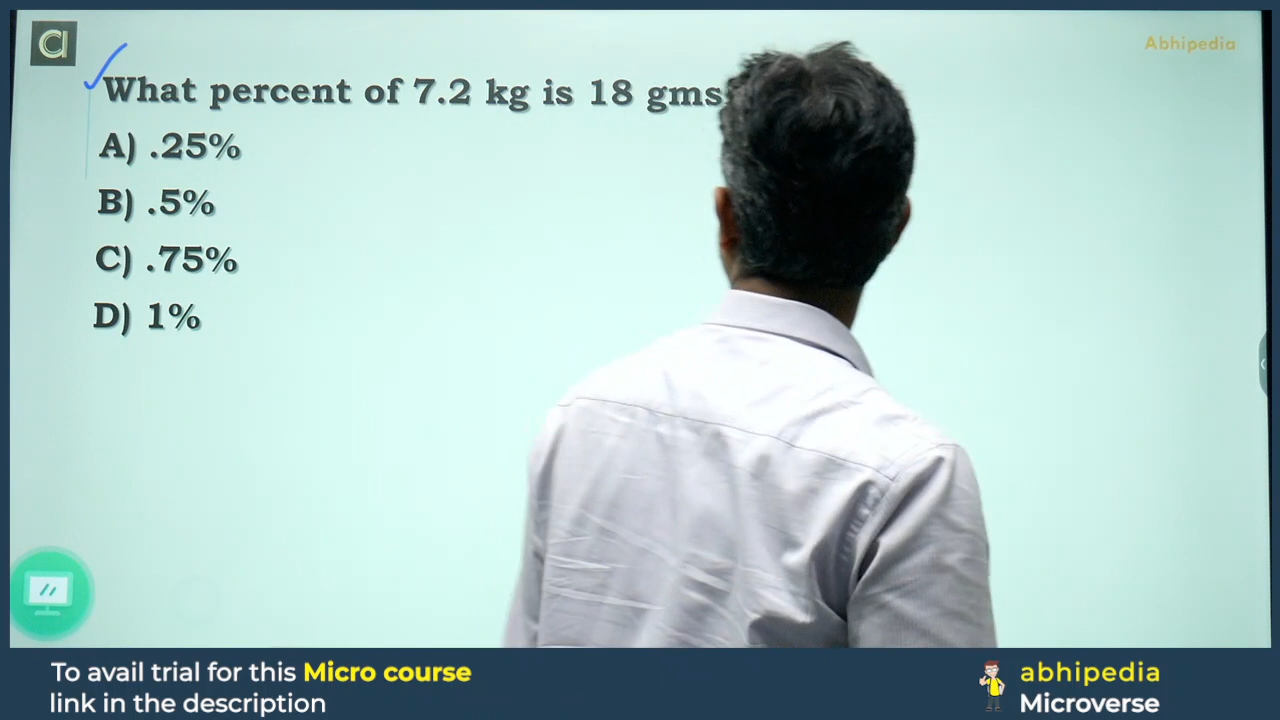 Abhipedia
What percent of 7.2 kg is 18 gms
A) .25%
B) .5%
C) .75%
D) 1%
To avail trial for this Micro course
link in the description
abhipedia
Microverse